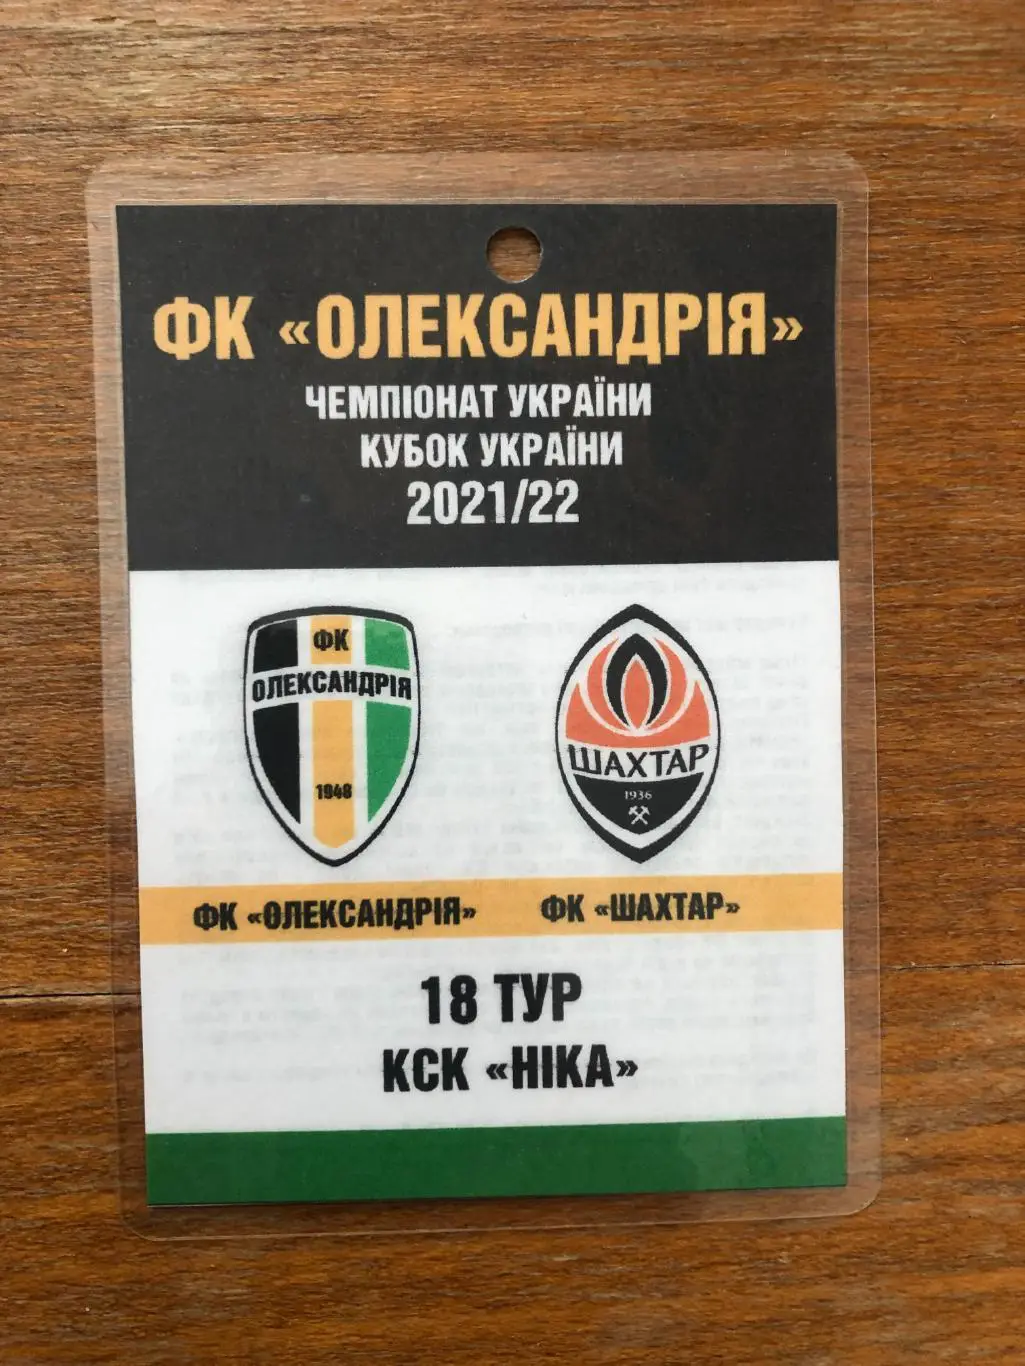 ФК «ОЛЕКСАНДРІЯ»
ЧЕМПІОНАТ УКРАЇНИ
КУБОК УКРАЇНИ
2021/22
ФК
ОЛЕКСАНДРІЯ
1948
ШАХТАР
1936
ФК «ОЛЕКСАНДРІЯ» ФК «ШАХТАР»
18 ТУР
КСК «НІКА»